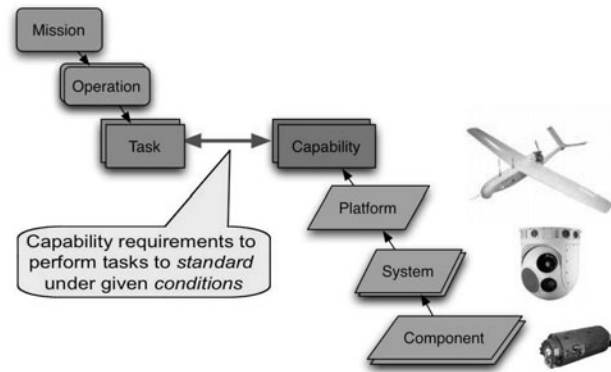 Mission
Operation
Task
Capability
Platform
Capability requirements to
perform tasks to standard
under given conditions
System
Component